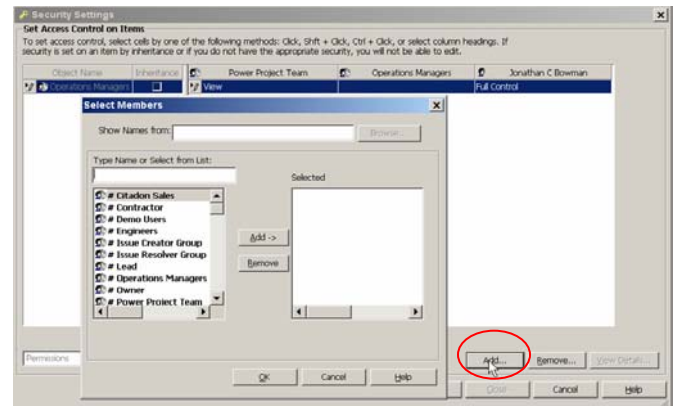 Security Settings
Set Access Control on Items
To set access control, select cells by one of the following methods: Click, Shift + Click, Ctrl + Click, or select column headings. If
security is set on an item by inheritance or if you do not have the appropriate security, you will not be able to edit.
Object Name Inheritance Power Project Team Operations Managers Jonathan C Bowman
Operations Managers View Full Control
Select Members
Show Names from: Browse...
Type Name or Select from List:
Selected
# Citadon Sales
# Contractor
# Demo Users
# Engineers
# Issue Creator Group
# Issue Resolver Group
# Lead
# Operations Managers
# Owner
# Power Project Team
Add ->
Remove
OK Cancel Help
Permissions Add... Remove... View Detail...
Cancel Help